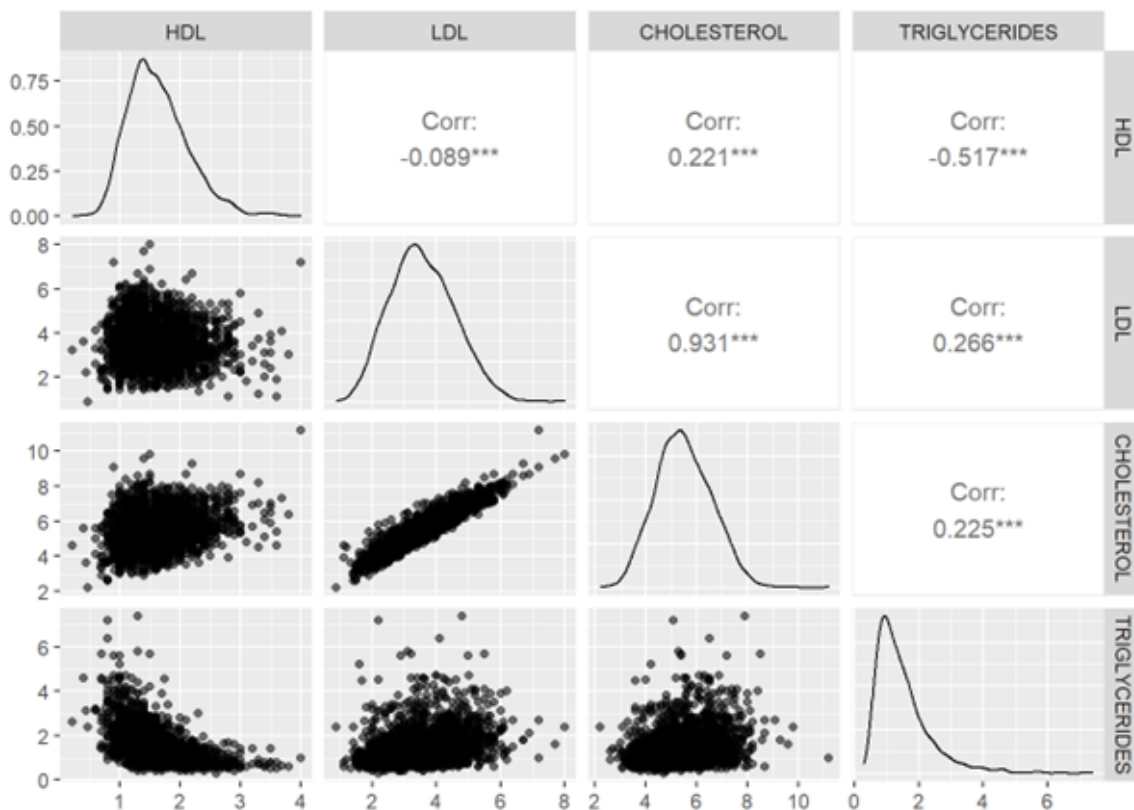 HDL
LDL
CHOLESTEROL
TRIGLYCERIDES
0.75
0.50
0.25
0.00
Corr:
-0.089***
Corr:
0.221***
Corr:
-0.517***
HDL
8
6
4
2
Corr:
0.931***
Corr:
0.266***
LDL
10
8
6
4
2
Corr:
0.225***
CHOLESTEROL
6
4
2
0
TRIGLYCERIDES
1 2 3 4
2 4 6 8
2 4 6 8 10
0 2 4 6